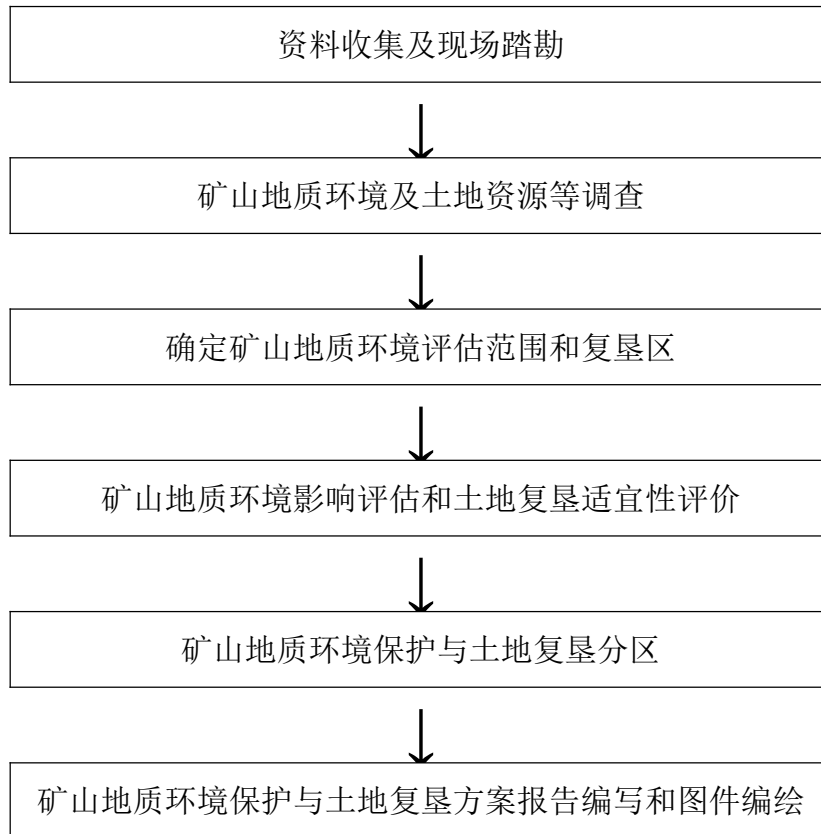 资料收集及现场踏勘
矿山地质环境及土地资源等调查
确定矿山地质环境评估范围和复垦区
矿山地质环境影响评估和土地复垦适宜性评价
矿山地质环境保护与土地复垦分区
矿山地质环境保护与土地复垦方案报告编写和图件编绘